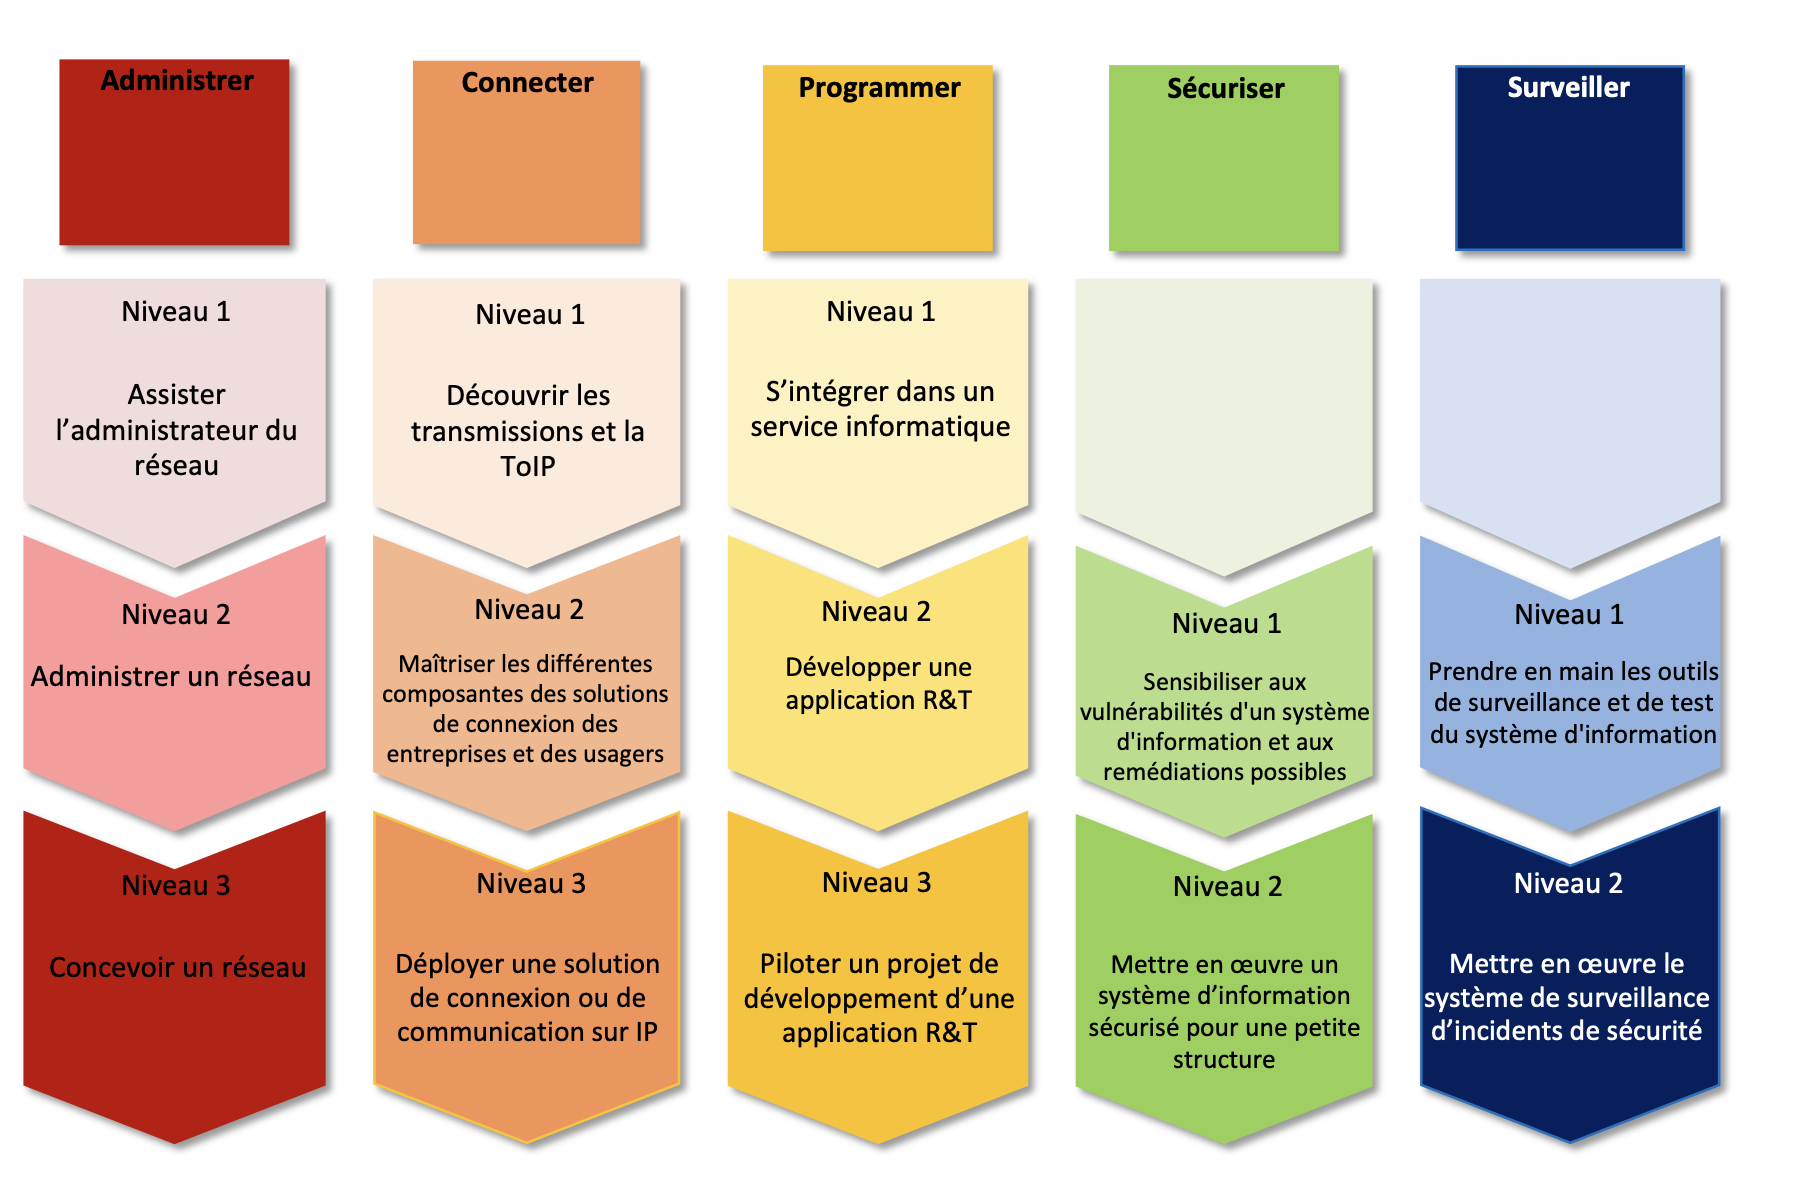 Administrer
Connecter
Programmer
Sécuriser
Surveiller
Niveau 1
Assister
l’administrateur du
réseau
Niveau 1
Découvrir les
transmissions et la
ToIP
Niveau 1
S’intégrer dans un
service informatique
Niveau 2
Administrer un réseau
Niveau 2
Maîtriser les différentes
composantes des solutions
de connexion des
entreprises et des usagers
Niveau 2
Développer une
application R&T
Niveau 1
Sensibiliser aux
vulnérabilités d'un système
d'information et aux
remédiations possibles
Niveau 1
Prendre en main les outils
de surveillance et de test
du système d'information
Niveau 3
Concevoir un réseau
Niveau 3
Déployer une solution
de connexion ou de
communication sur IP
Niveau 3
Piloter un projet de
développement d’une
application R&T
Niveau 2
Mettre en œuvre un
système d’information
sécurisé pour une petite
structure
Niveau 2
Mettre en œuvre le
système de surveillance
d’incidents de sécurité